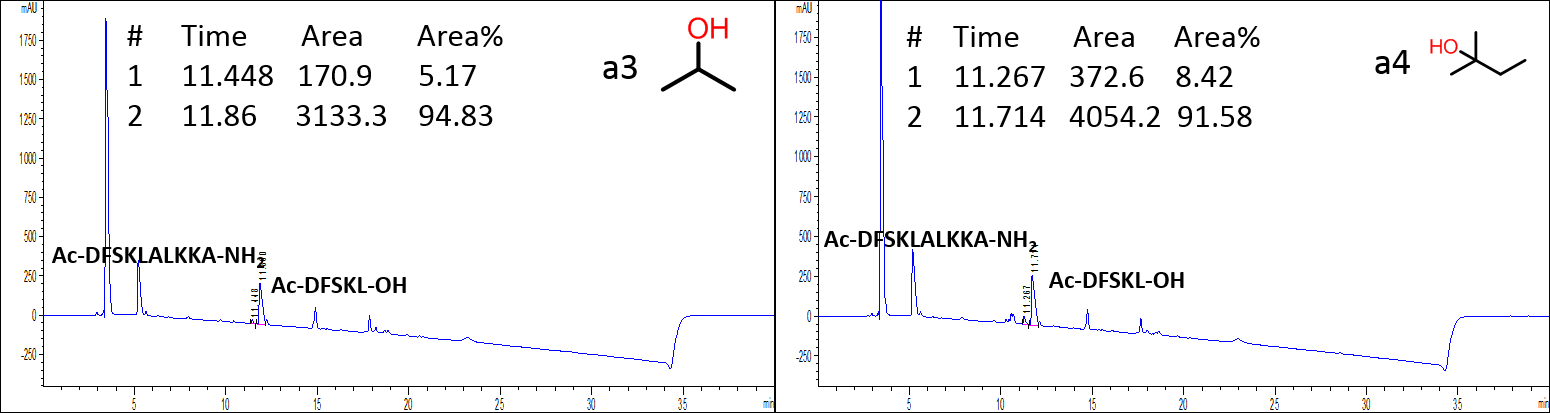 mAU
# Time Area Area%
1 11.448 170.9 5.17
2 11.86 3133.3 94.83
a3
OH
1750
1500
1250
1000
750
500
250
0
-250
Ac-DFSKLALKKA-NH2
Ac-DFSKL-OH
11.448
5 10 15 20 25 30 35 min
mAU
# Time Area Area%
1 11.267 372.6 8.42
2 11.714 4054.2 91.58
a4
HO
1750
1500
1250
1000
750
500
250
0
-250
Ac-DFSKLALKKA-NH2
Ac-DFSKL-OH
11.267
5 10 15 20 25 30 35 min